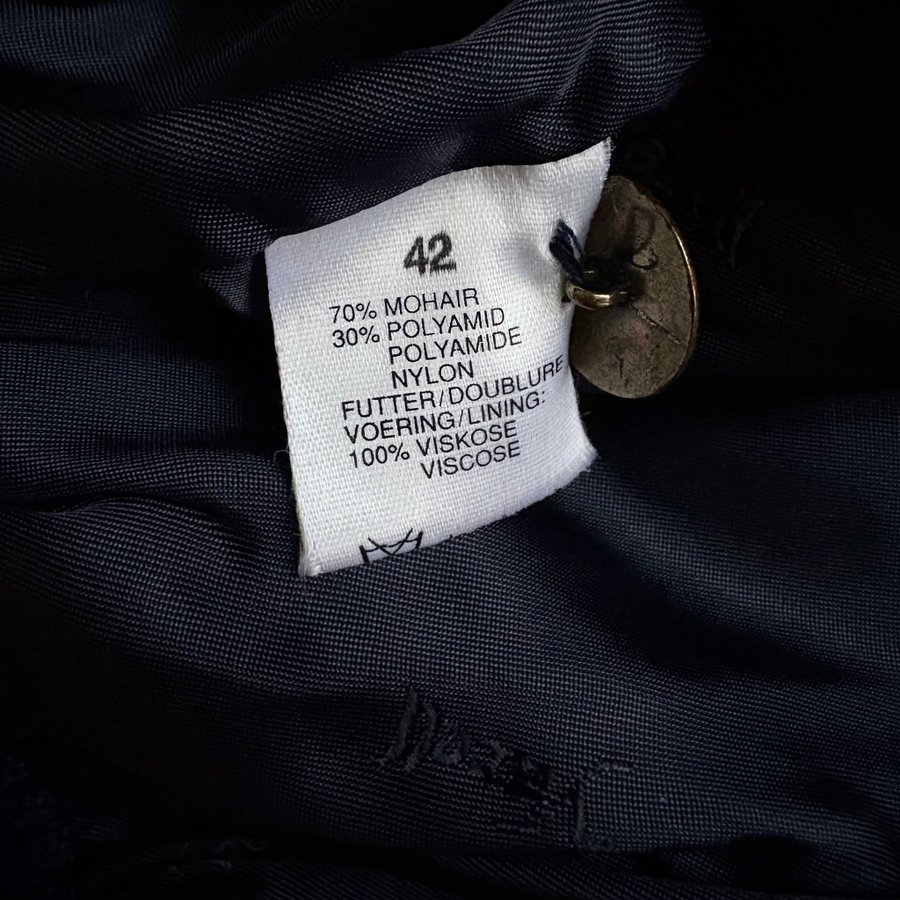 42
70% MOHAIR
30% POLYAMID
POLYAMIDE
NYLON
FUTTER/DOUBLURE
VOERING/LINING:
100% VISKOSE
VISCOSE